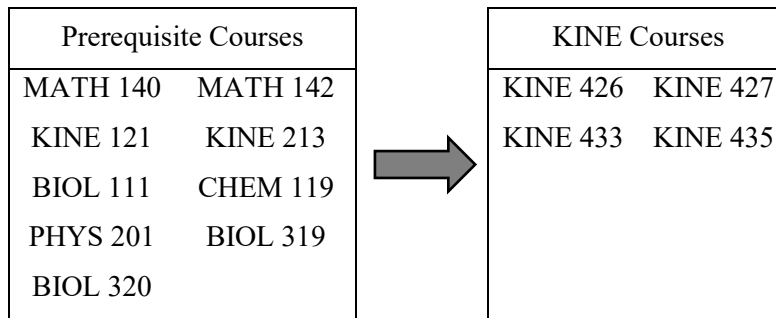 Prerequisite Courses
MATH 140 MATH 142
KINE 121 KINE 213
BIOL 111 CHEM 119
PHYS 201 BIOL 319
BIOL 320
KINE Courses
KINE 426 KINE 427
KINE 433 KINE 435